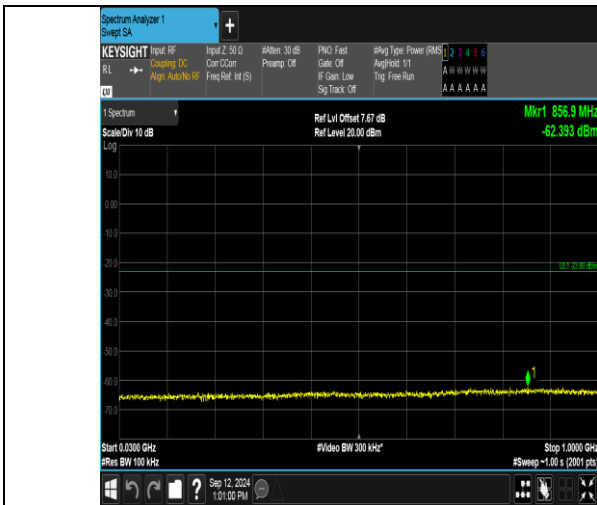 Spectrum Analyzer 1
Swept SA
+
KEYSIGHT
RL
Input: RF
Coupling: DC
Align: Auto/No RF
Input Z: 50 Ω
Corr CCorr
Freq Ref: Int (S)
#Atten: 30 dB
Preamp: Off
PNO: Fast
Gate: Off
IF Gain: Low
Sig Track: Off
#Avg Type: Power (RMS
Avg|Hold: 1/1
Trig: Free Run
1 2 3 4 5 6
A W W W W W
A A A A A A
LXI
1 Spectrum
Scale/Div 10 dB
Log
Ref Lvl Offset 7.67 dB
Ref Level 20.00 dBm
Mkr1 856.9 MHz
-62.393 dBm
10.0
0.00
-10.0
-20.0
DL1 -23.00 dBm
-30.0
-40.0
-50.0
1
-60.0
-70.0
Start 0.0300 GHz
#Res BW 100 kHz
#Video BW 300 kHz*
Stop 1.0000 GHz
#Sweep ~1.00 s (2001 pts)
?
Sep 12, 2024
1:01:00 PM